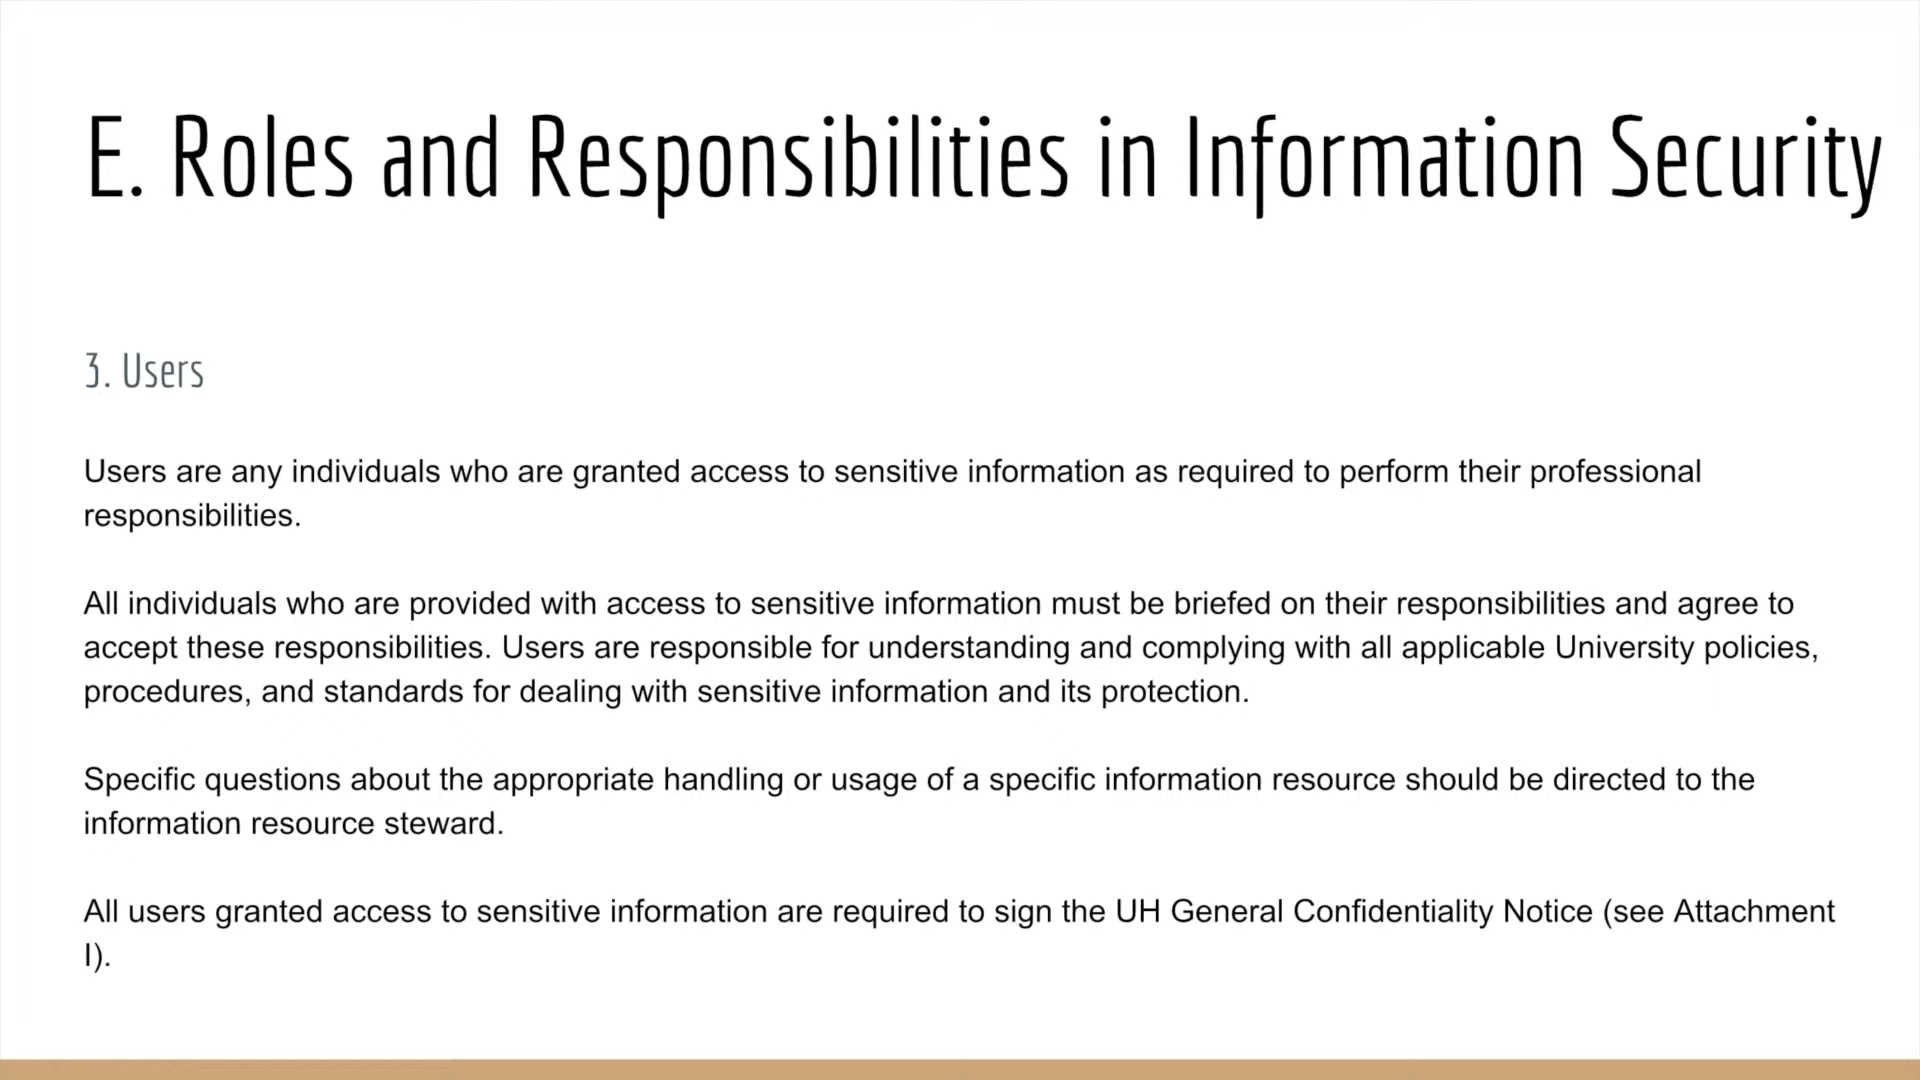 E. Roles and Responsibilities in Information Security
3. Users
Users are any individuals who are granted access to sensitive information as required to perform their professional
responsibilities.
All individuals who are provided with access to sensitive information must be briefed on their responsibilities and agree to
accept these responsibilities. Users are responsible for understanding and complying with all applicable University policies,
procedures, and standards for dealing with sensitive information and its protection.
Specific questions about the appropriate handling or usage of a specific information resource should be directed to the
information resource steward.
All users granted access to sensitive information are required to sign the UH General Confidentiality Notice (see Attachment
I).